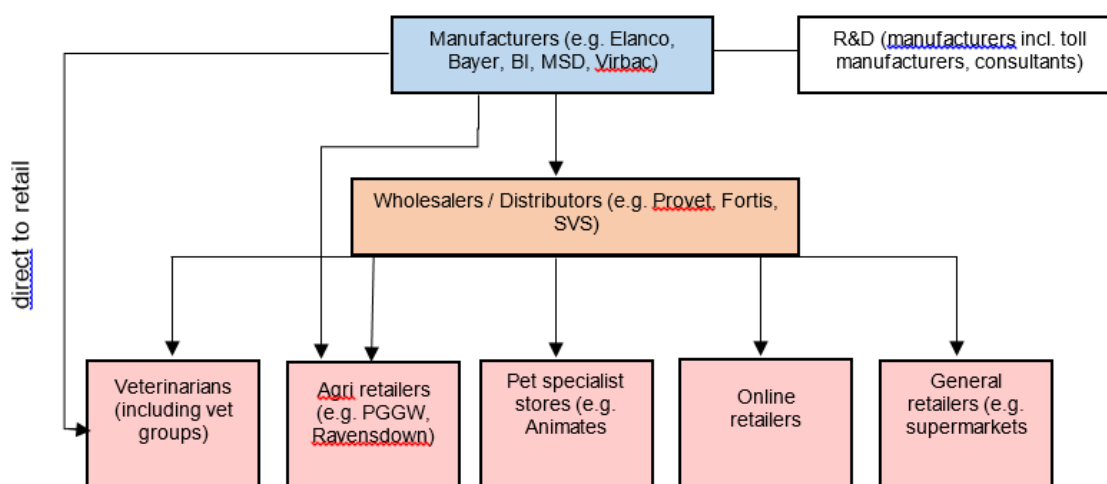 Manufacturers (e.g. Elanco,
Bayer, BI, MSD, Virbac)
R&D (manufacturers incl. toll
manufacturers, consultants)
direct to retail
Wholesalers / Distributors (e.g. Provet, Fortis,
SVS)
Veterinarians
(including vet
groups)
Agri retailers
(e.g. PGGW,
Ravensdown)
Pet specialist
stores (e.g.
Animates
Online
retailers
General
retailers (e.g.
supermarkets